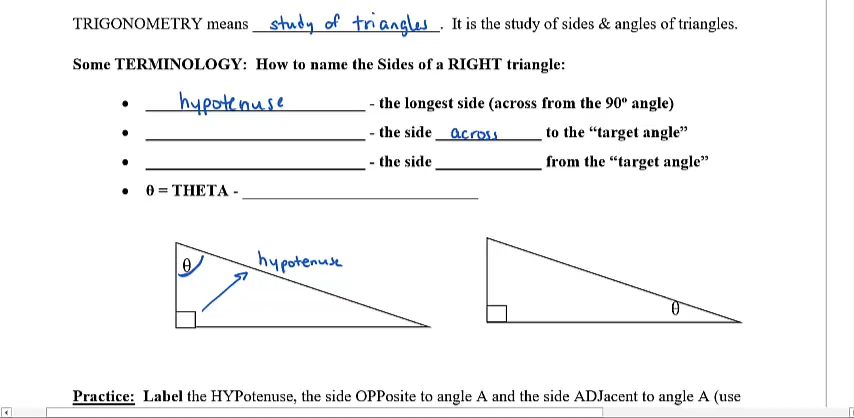 TRIGONOMETRY means study of triangles. It is the study of sides & angles of triangles.
Some TERMINOLOGY: How to name the Sides of a RIGHT triangle:
• hypotenuse - the longest side (across from the 90º angle)
• - the side across to the “target angle”
• - the side from the “target angle”
• θ = THETA -
θ hypotenuse
θ
Practice: Label the HYPotenuse, the side OPPosite to angle A and the side ADJacent to angle A (use